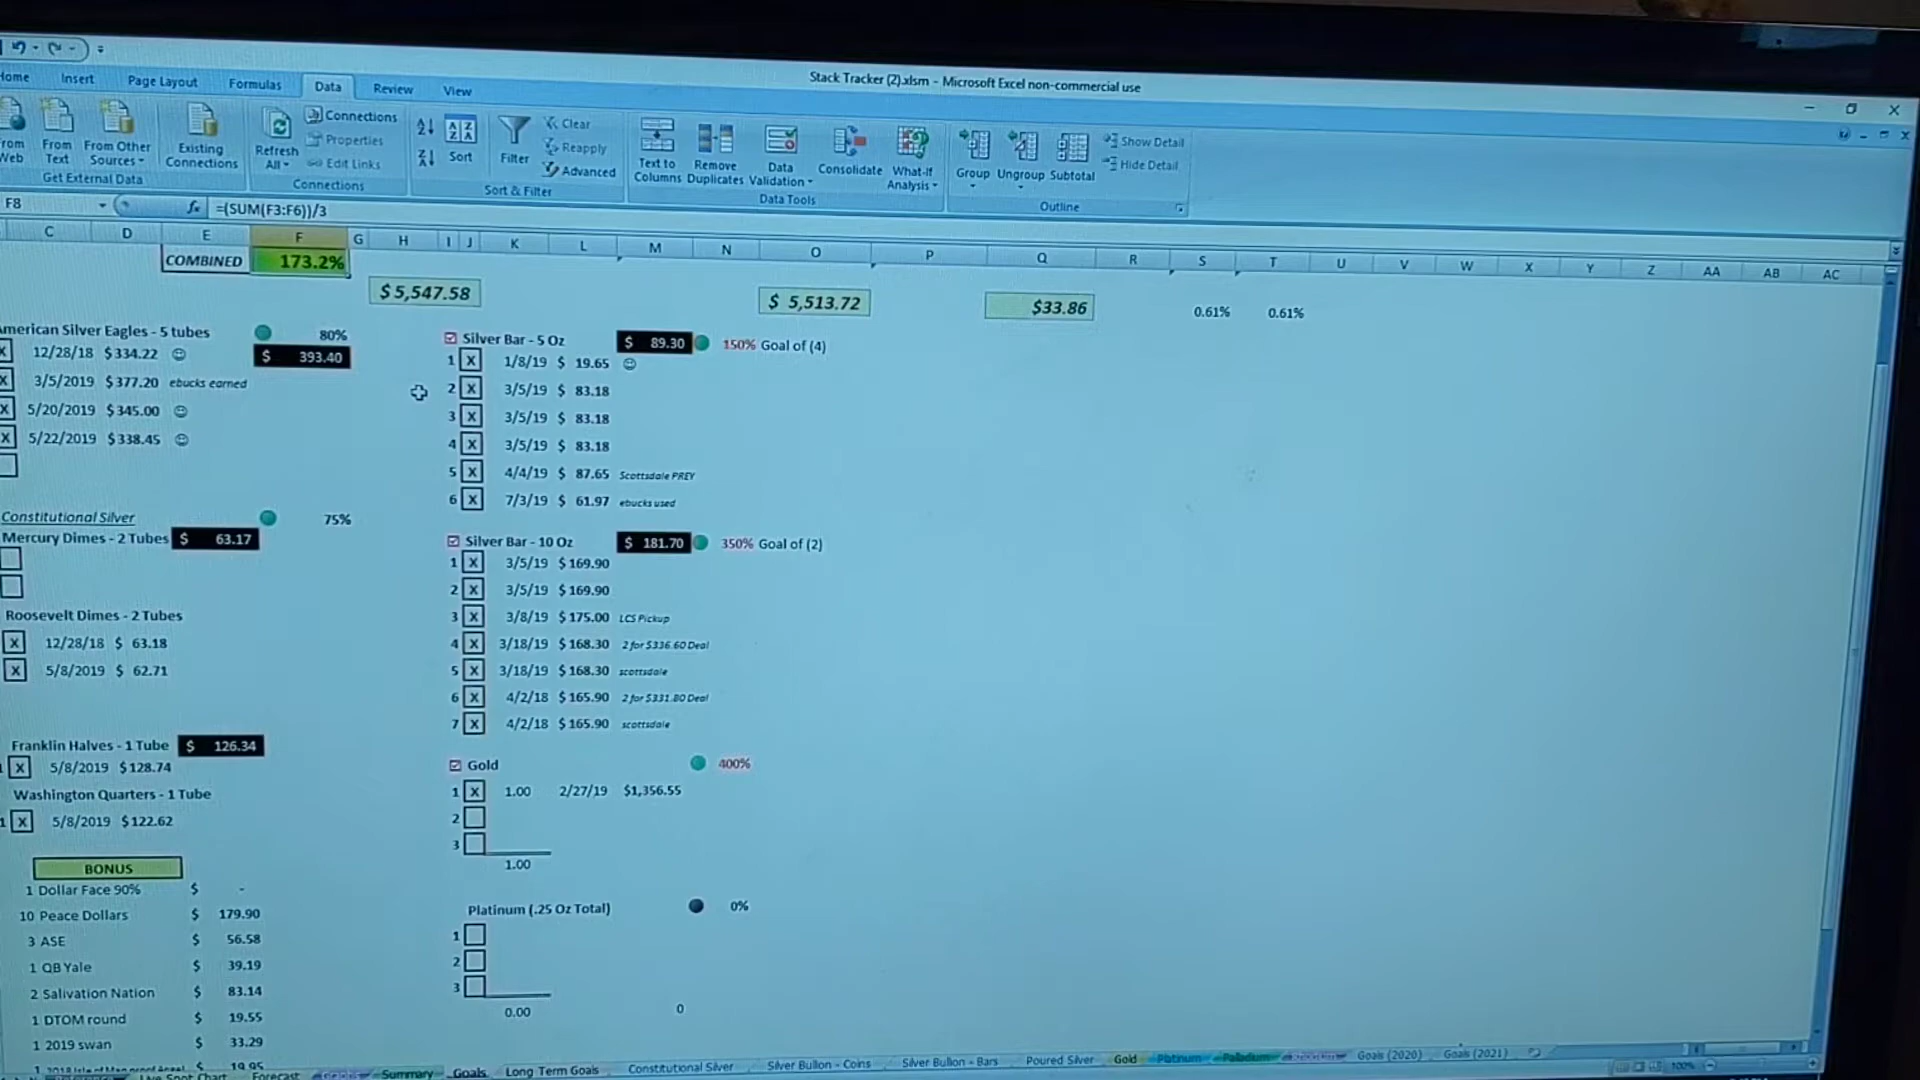 Stack Tracker (2).xlsm - Microsoft Excel non-commercial use
Home Insert Page Layout Formulas Data Review View
From Web
From Text
From Other Sources
Existing Connections
Get External Data
Refresh All
Connections
Properties
Edit Links
Connections
Sort
Filter
Clear
Reapply
Advanced
Sort & Filter
Text to Columns
Remove Duplicates
Data Validation
Consolidate
What-If Analysis
Data Tools
Group
Ungroup
Subtotal
Show Detail
Hide Detail
Outline
F8 fx =(SUM(F3:F6))/3
C D E F G H I J K L M N O P Q R S T U V W X Y Z AA AB AC
COMBINED 173.2%
$ 5,547.58 $ 5,513.72 $33.86 0.61% 0.61%
American Silver Eagles - 5 tubes 80%
$ 393.40
X 12/28/18 $334.22
X 3/5/2019 $377.20 ebucks earned
X 5/20/2019 $345.00
X 5/22/2019 $338.45
Constitutional Silver 75%
Mercury Dimes - 2 Tubes $ 63.17
Roosevelt Dimes - 2 Tubes
X 12/28/18 $ 63.18
X 5/8/2019 $ 62.71
Franklin Halves - 1 Tube $ 126.34
X 5/8/2019 $128.74
Washington Quarters - 1 Tube
1 X 5/8/2019 $122.62
BONUS
1 Dollar Face 90% $ -
10 Peace Dollars $ 179.90
3 ASE $ 56.58
1 QB Yale $ 39.19
2 Salivation Nation $ 83.14
1 DTOM round $ 19.55
1 2019 swan $ 33.29
Silver Bar - 5 Oz $ 89.30 150% Goal of (4)
1 X 1/8/19 $ 19.65
2 X 3/5/19 $ 83.18
3 X 3/5/19 $ 83.18
4 X 3/5/19 $ 83.18
5 X 4/4/19 $ 87.65 Scottsdale PREY
6 X 7/3/19 $ 61.97 ebucks used
Silver Bar - 10 Oz $ 181.70 350% Goal of (2)
1 X 3/5/19 $169.90
2 X 3/5/19 $169.90
3 X 3/8/19 $175.00 LCS Pickup
4 X 3/18/19 $168.30 2 for $336.60 Deal
5 X 3/18/19 $168.30 scottsdale
6 X 4/2/18 $165.90 2 for $331.80 Deal
7 X 4/2/18 $165.90 scottsdale
Gold 400%
1 X 1.00 2/27/19 $1,356.55
2
3
1.00
Platinum (.25 Oz Total) 0%
1
2
3
0.00 0
Live Spot Chart Forecast Summary Goals Long Term Goals Constitutional Silver Silver Bullon - Coins Silver Bullon - Bars Poured Silver Gold Platinum Palladium Goals (2020) Goals (2021)
100%